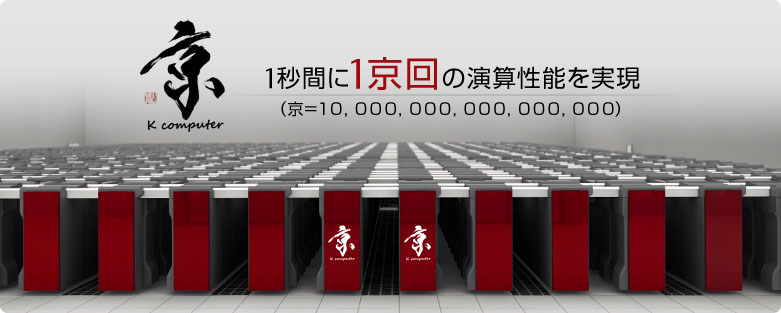 京
K computer
1秒間に1京回の演算性能を実現
(京=10,000,000,000,000,000)
京 京
K computer K computer